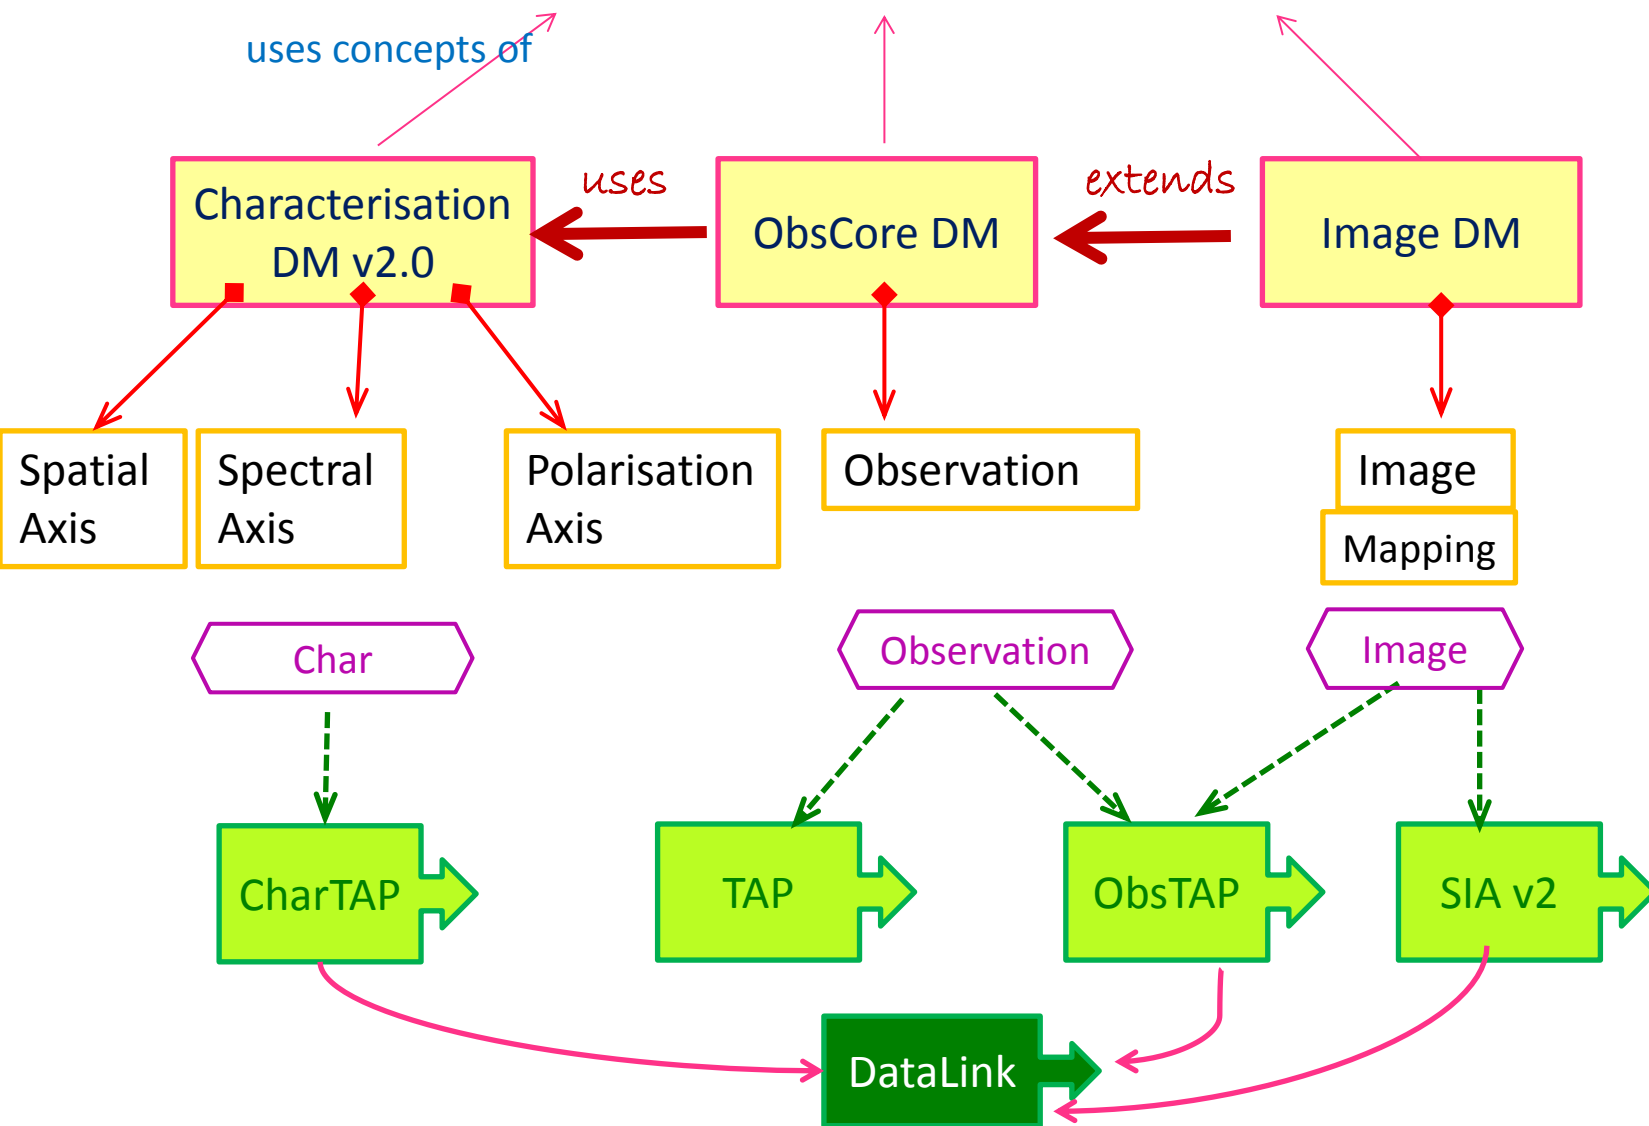 uses concepts of
Characterisation
DM v2.0
uses
ObsCore DM
extends
Image DM
Spatial
Axis
Spectral
Axis
Polarisation
Axis
Observation
Image
Mapping
Char
Observation
Image
CharTAP
TAP
ObsTAP
SIA v2
DataLink